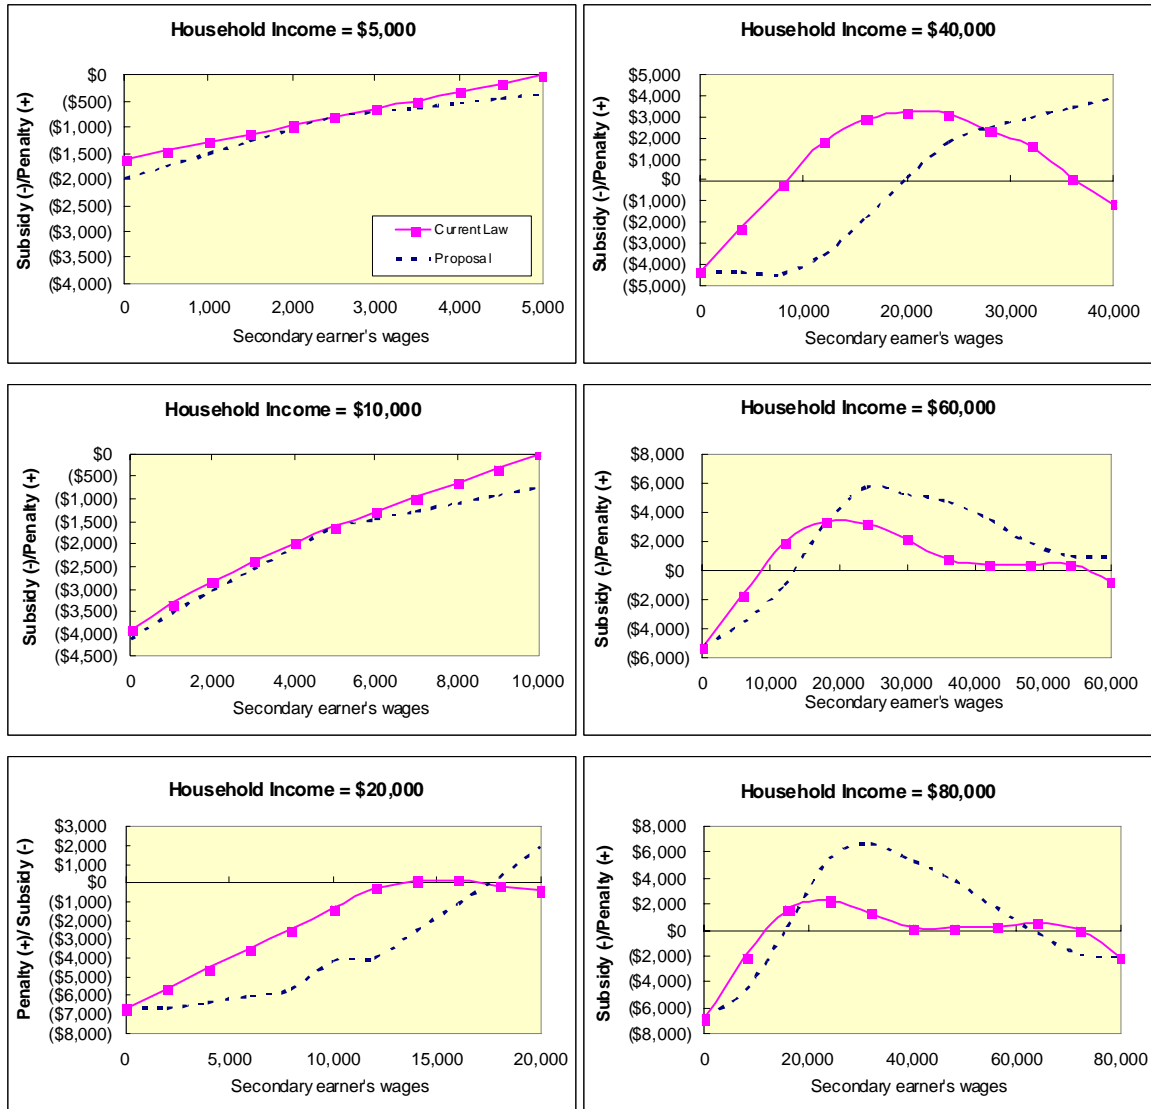 Household Income = $5,000
Subsidy (-)/Penalty (+)
$0
($500)
($1,000)
($1,500)
($2,000)
($2,500)
($3,000)
($3,500)
($4,000)
Current Law
Proposal
0 1,000 2,000 3,000 4,000 5,000
Secondary earner's wages
Household Income = $40,000
Subsidy (-)/Penalty (+)
$5,000
$4,000
$3,000
$2,000
$1,000
$0
($1,000)
($2,000)
($3,000)
($4,000)
($5,000)
0 10,000 20,000 30,000 40,000
Secondary earner's wages
Household Income = $10,000
Subsidy (-)/Penalty (+)
$0
($500)
($1,000)
($1,500)
($2,000)
($2,500)
($3,000)
($3,500)
($4,000)
($4,500)
0 2,000 4,000 6,000 8,000 10,000
Secondary earner's wages
Household Income = $60,000
Subsidy (-)/Penalty (+)
$8,000
$6,000
$4,000
$2,000
$0
($2,000)
($4,000)
($6,000)
0 10,000 20,000 30,000 40,000 50,000 60,000
Secondary earner's wages
Household Income = $20,000
Penalty (+)/ Subsidy (-)
$3,000
$2,000
$1,000
$0
($1,000)
($2,000)
($3,000)
($4,000)
($5,000)
($6,000)
($7,000)
($8,000)
0 5,000 10,000 15,000 20,000
Secondary earner's wages
Household Income = $80,000
Subsidy (-)/Penalty (+)
$8,000
$6,000
$4,000
$2,000
$0
($2,000)
($4,000)
($6,000)
($8,000)
0 20,000 40,000 60,000 80,000
Secondary earner's wages